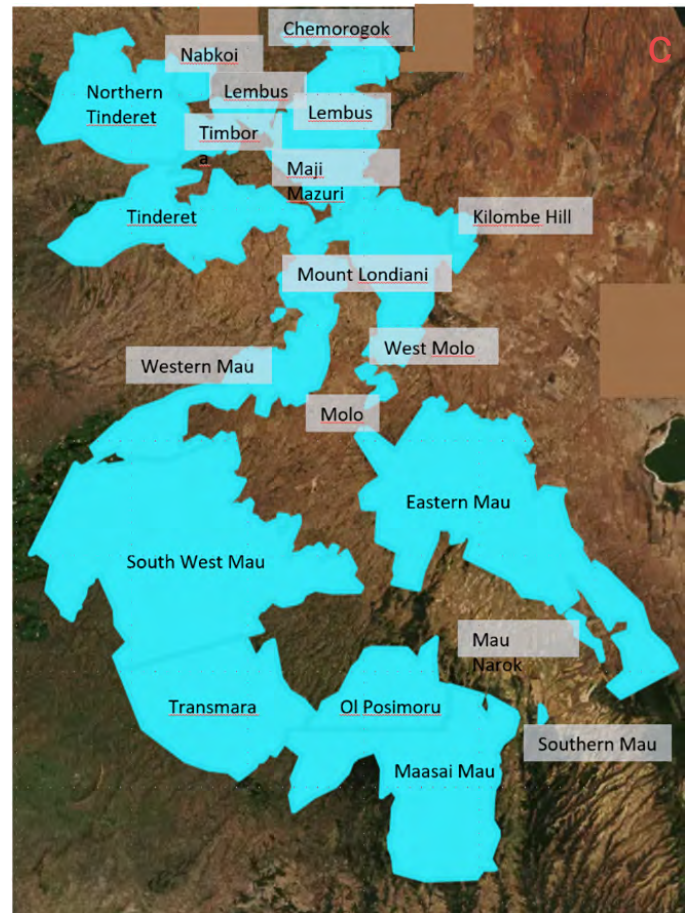 Chemorogok
C
Nabkoi
Northern
Tinderet
Lembus
Lembus
Timbor
a
Maji
Mazuri
Tinderet
Kilombe Hill
Mount Londiani
West Molo
Western Mau
Molo
Eastern Mau
South West Mau
Mau
Narok
Transmara
Ol Posimoru
Southern Mau
Maasai Mau